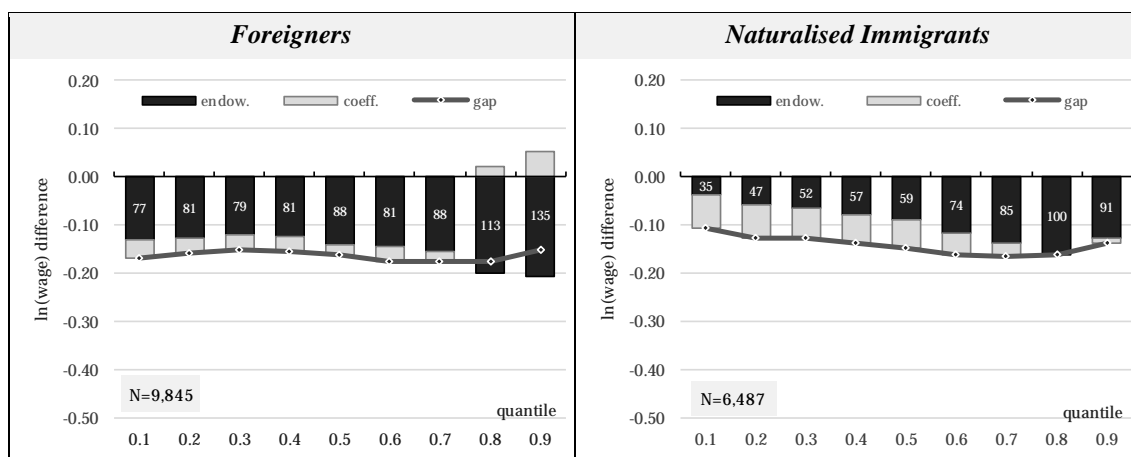 Foreigners
0.20
endow. coeff. gap
0.10
0.00
77 81 79 81 88 81 88 113 135
-0.10
-0.20
-0.30
-0.40
-0.50
ln(wage) difference
N=9,845
quantile
0.1 0.2 0.3 0.4 0.5 0.6 0.7 0.8 0.9
Naturalised Immigrants
0.20
endow. coeff. gap
0.10
0.00
35 47 52 57 59 74 85 100 91
-0.10
-0.20
-0.30
-0.40
-0.50
ln(wage) difference
N=6,487
quantile
0.1 0.2 0.3 0.4 0.5 0.6 0.7 0.8 0.9